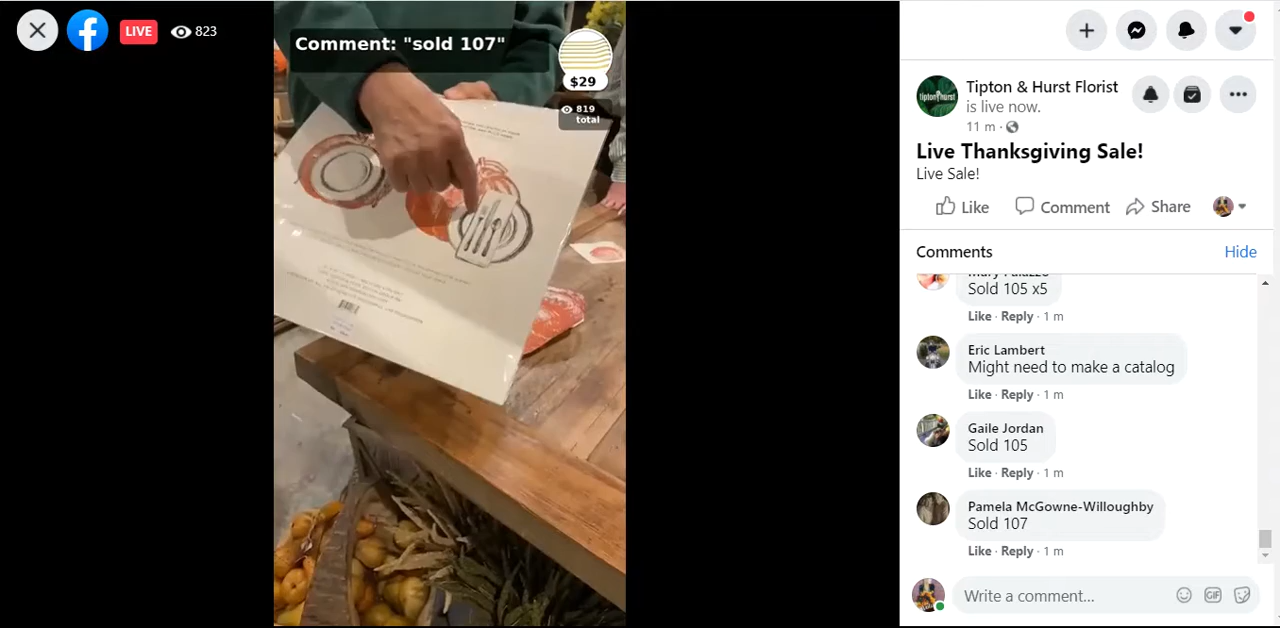 LIVE
823
Comment: "sold 107"
$29
819
total
tipton hurst
Tipton & Hurst Florist
is live now.
11 m
Live Thanksgiving Sale!
Live Sale!
Like
Comment
Share
Comments
Hide
Sold 105 x5
Like · Reply · 1 m
Eric Lambert
Might need to make a catalog
Like · Reply · 1 m
Gaile Jordan
Sold 105
Like · Reply · 1 m
Pamela McGowne-Willoughby
Sold 107
Like · Reply · 1 m
Write a comment...
GIF